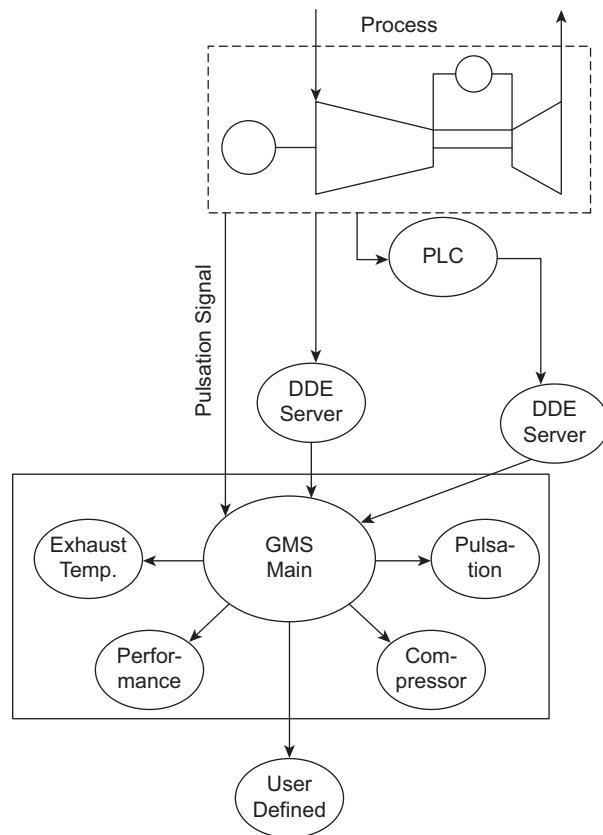 Process
PLC
Pulsation Signal
DDE
Server
DDE
Server
GMS
Main
Exhaust
Temp.
Pulsa-
tion
Perfor-
mance
Com-
pressor
User
Defined